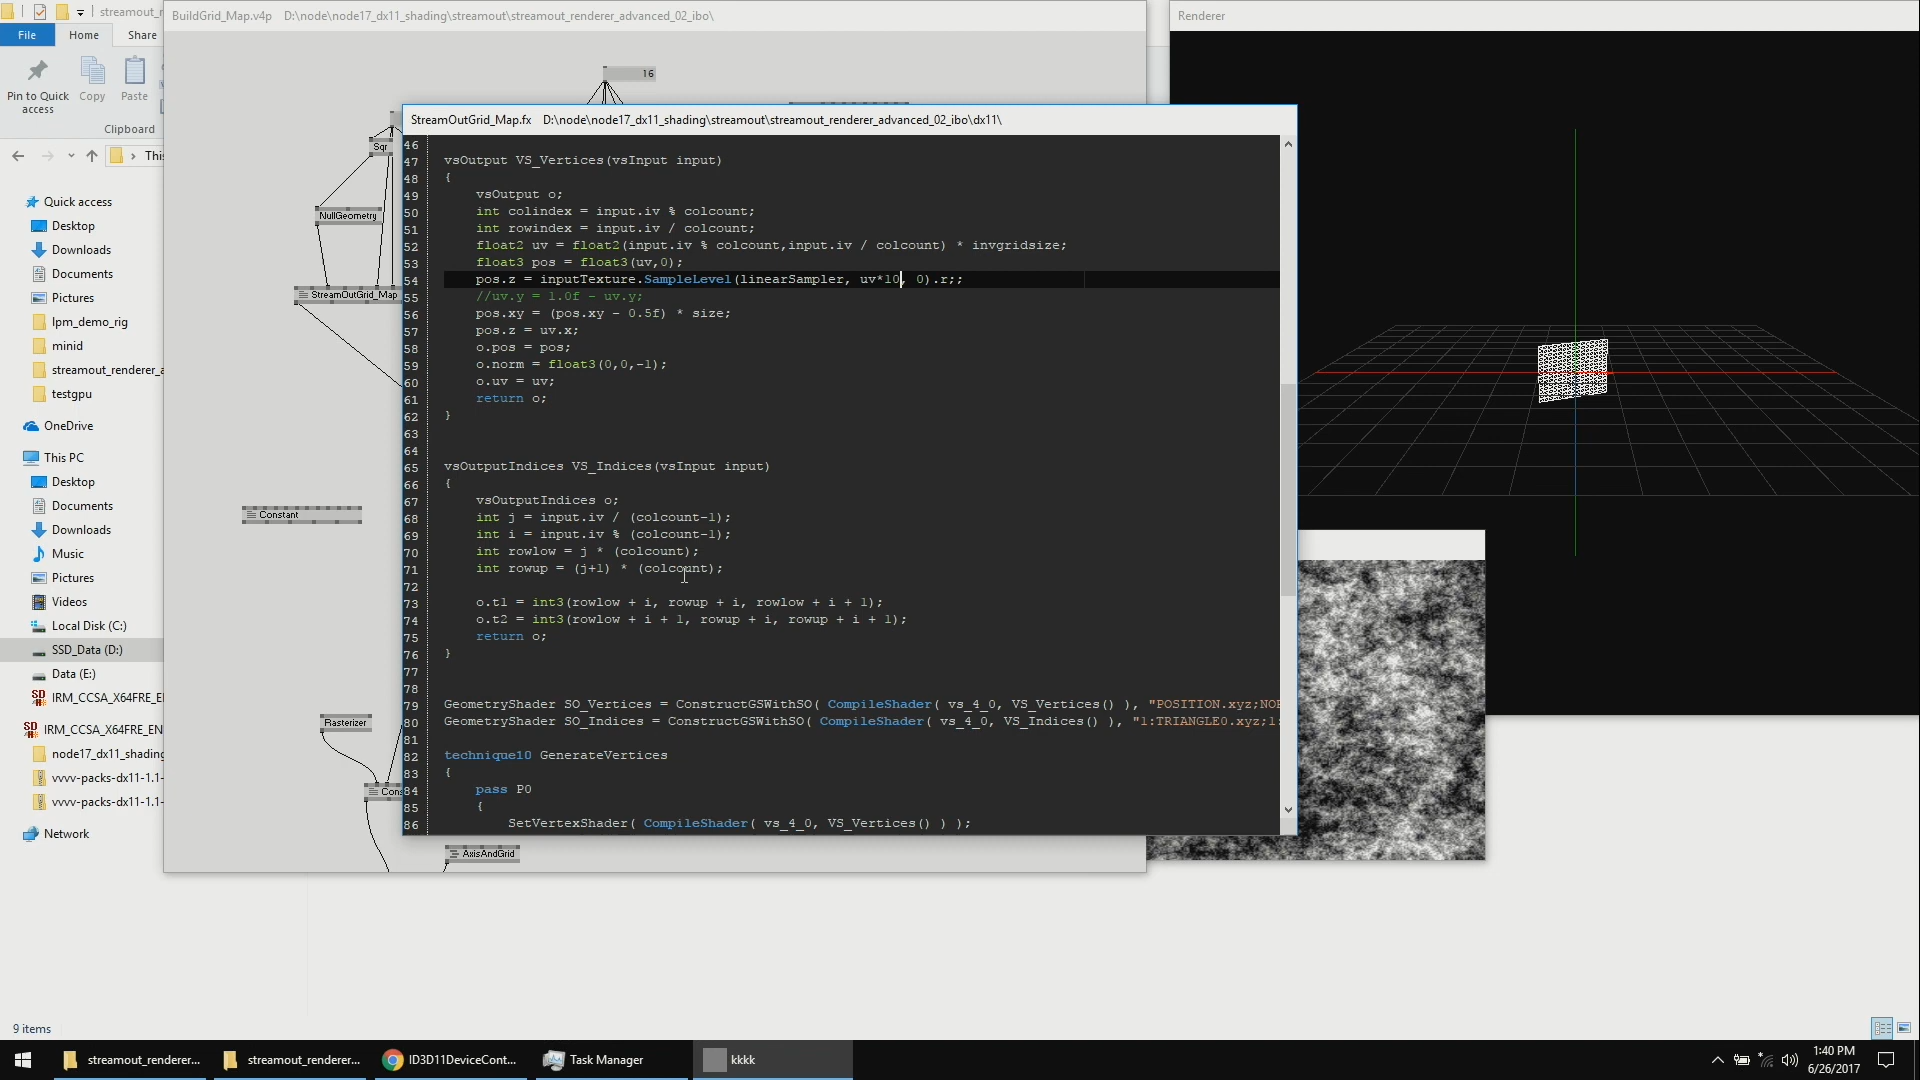 streamout_r
File
Home
Share
Pin to Quick access
Copy
Paste
Clipboard
This
Quick access
Desktop
Downloads
Documents
Pictures
lpm_demo_rig
minid
streamout_renderer_a
testgpu
OneDrive
This PC
Desktop
Documents
Downloads
Music
Pictures
Videos
Local Disk (C:)
SSD_Data (D:)
Data (E:)
IRM_CCSA_X64FRE_E
IRM_CCSA_X64FRE_EN
node17_dx11_shading
vvvv-packs-dx11-1.1-
vvvv-packs-dx11-1.1-
Network
9 items
BuildGrid_Map.v4p D:\node\node17_dx11_shading\streamout\streamout_renderer_advanced_02_ibo\
16
Sqr
NullGeometry
StreamOutGrid_Map
Constant
Rasterizer
Cons
AxisAndGrid
StreamOutGrid_Map.fx D:\node\node17_dx11_shading\streamout\streamout_renderer_advanced_02_ibo\dx11\
46
47 vsOutput VS_Vertices(vsInput input)
48 {
49 vsOutput o;
50 int colindex = input.iv % colcount;
51 int rowindex = input.iv / colcount;
52 float2 uv = float2(input.iv % colcount,input.iv / colcount) * invgridsize;
53 float3 pos = float3(uv,0);
54 pos.z = inputTexture.SampleLevel(linearSampler, uv*10, 0).r;;
55 //uv.y = 1.0f - uv.y;
56 pos.xy = (pos.xy - 0.5f) * size;
57 pos.z = uv.x;
58 o.pos = pos;
59 o.norm = float3(0,0,-1);
60 o.uv = uv;
61 return o;
62 }
63
64
65 vsOutputIndices VS_Indices(vsInput input)
66 {
67 vsOutputIndices o;
68 int j = input.iv / (colcount-1);
69 int i = input.iv % (colcount-1);
70 int rowlow = j * (colcount);
71 int rowup = (j+1) * (colcount);
72
73 o.t1 = int3(rowlow + i, rowup + i, rowlow + i + 1);
74 o.t2 = int3(rowlow + i + 1, rowup + i, rowup + i + 1);
75 return o;
76 }
77
78
79 GeometryShader SO_Vertices = ConstructGSWithSO( CompileShader( vs_4_0, VS_Vertices() ), "POSITION.xyz;NOR
80 GeometryShader SO_Indices = ConstructGSWithSO( CompileShader( vs_4_0, VS_Indices() ), "1:TRIANGLE0.xyz;1:
81
82 technique10 GenerateVertices
83 {
84 pass P0
85 {
86 SetVertexShader( CompileShader( vs_4_0, VS_Vertices() ) );
Renderer
streamout_renderer...
streamout_renderer...
ID3D11DeviceCont...
Task Manager
kkkk
1:40 PM
6/26/2017